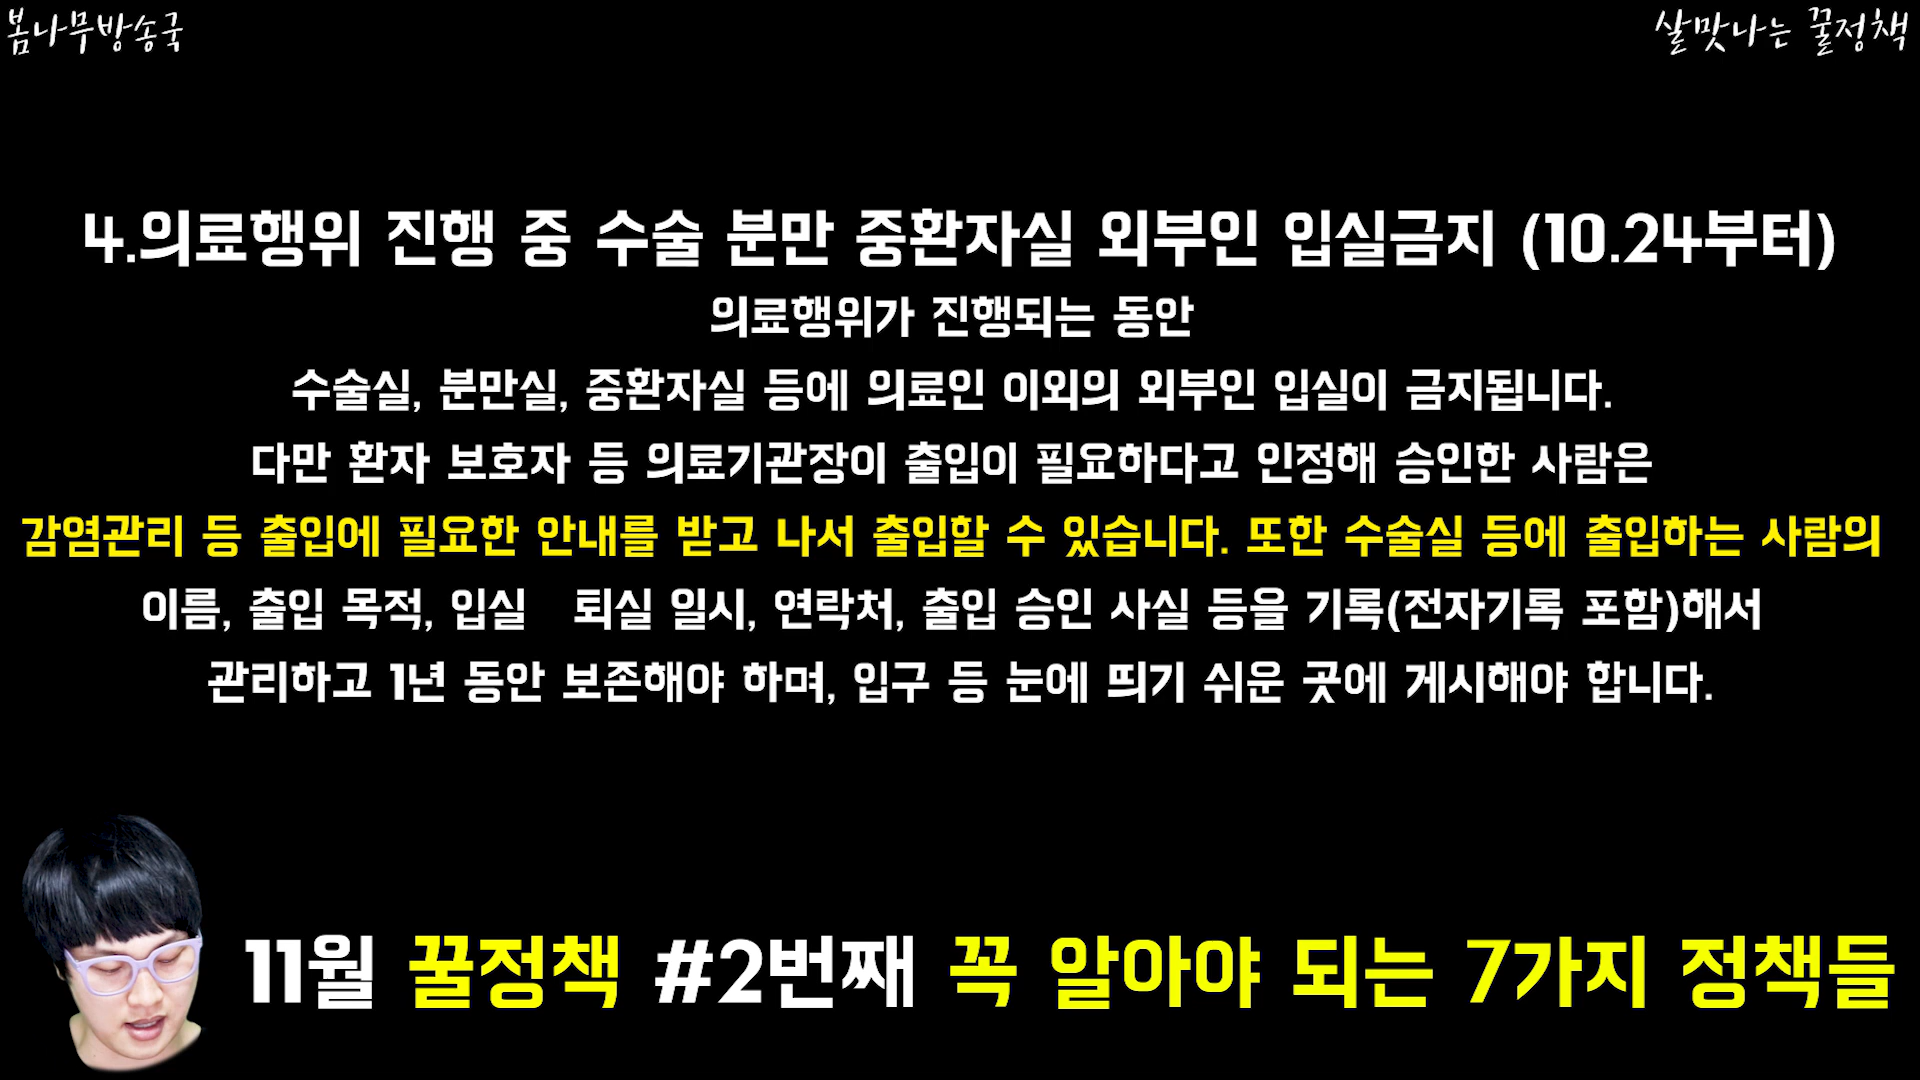 봄나무방송국
살맛나는 꿀정책
4.의료행위 진행 중 수술 분만 중환자실 외부인 입실금지 (10.24부터)
의료행위가 진행되는 동안
수술실, 분만실, 중환자실 등에 의료인 이외의 외부인 입실이 금지됩니다.
다만 환자 보호자 등 의료기관장이 출입이 필요하다고 인정해 승인한 사람은
감염관리 등 출입에 필요한 안내를 받고 나서 출입할 수 있습니다. 또한 수술실 등에 출입하는 사람의
이름, 출입 목적, 입실 퇴실 일시, 연락처, 출입 승인 사실 등을 기록(전자기록 포함)해서
관리하고 1년 동안 보존해야 하며, 입구 등 눈에 띄기 쉬운 곳에 게시해야 합니다.
11월 꿀정책 #2번째 꼭 알아야 되는 7가지 정책들